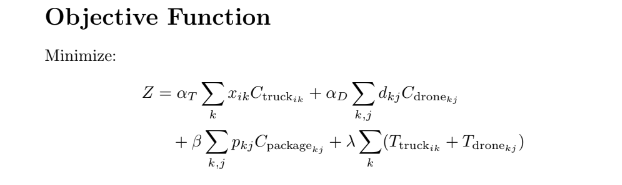 Objective Function
Minimize:
Z = α_T ∑_k x_{ik} C_{truck_{ik}} + α_D ∑_{k,j} d_{kj} C_{drone_{kj}}
+ β ∑_{k,j} p_{kj} C_{package_{kj}} + λ ∑_k (T_{truck_{ik}} + T_{drone_{kj}})